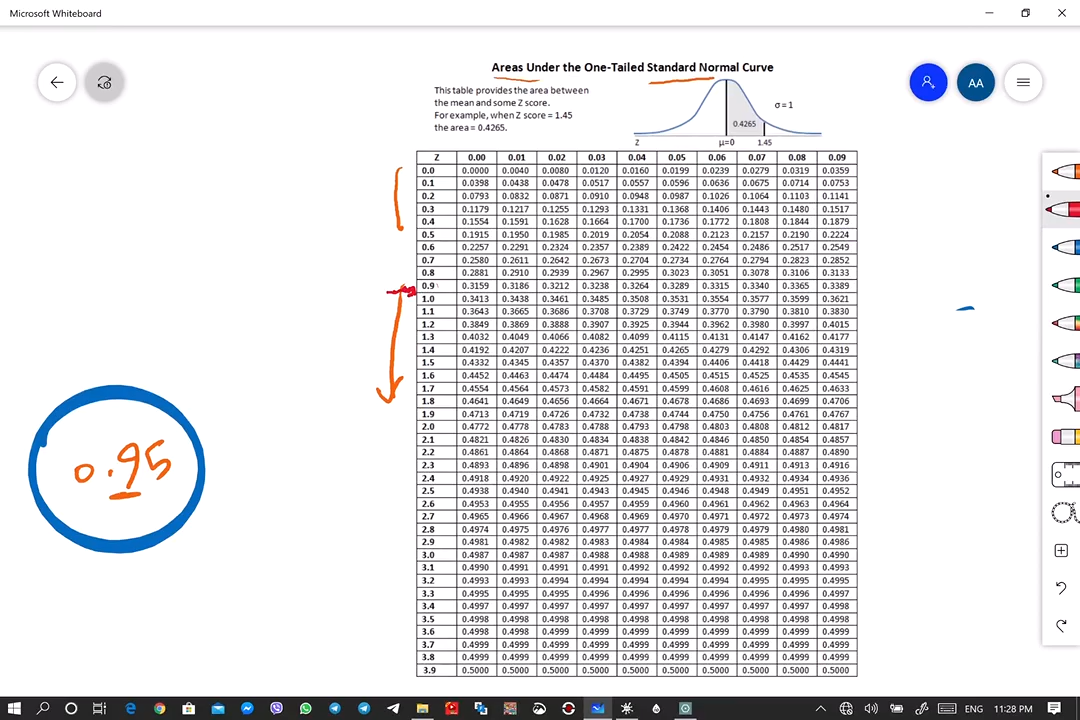 Microsoft Whiteboard
AA
Areas Under the One-Tailed Standard Normal Curve
This table provides the area between
the mean and some Z score.
For example, when Z score = 1.45
the area = 0.4265.
σ = 1
0.4265
Z μ=0 1.45
Z 0.00 0.01 0.02 0.03 0.04 0.05 0.06 0.07 0.08 0.09
0.0 0.0000 0.0040 0.0080 0.0120 0.0160 0.0199 0.0239 0.0279 0.0319 0.0359
0.1 0.0398 0.0438 0.0478 0.0517 0.0557 0.0596 0.0636 0.0675 0.0714 0.0753
0.2 0.0793 0.0832 0.0871 0.0910 0.0948 0.0987 0.1026 0.1064 0.1103 0.1141
0.3 0.1179 0.1217 0.1255 0.1293 0.1331 0.1368 0.1406 0.1443 0.1480 0.1517
0.4 0.1554 0.1591 0.1628 0.1664 0.1700 0.1736 0.1772 0.1808 0.1844 0.1879
0.5 0.1915 0.1950 0.1985 0.2019 0.2054 0.2088 0.2123 0.2157 0.2190 0.2224
0.6 0.2257 0.2291 0.2324 0.2357 0.2389 0.2422 0.2454 0.2486 0.2517 0.2549
0.7 0.2580 0.2611 0.2642 0.2673 0.2704 0.2734 0.2764 0.2794 0.2823 0.2852
0.8 0.2881 0.2910 0.2939 0.2967 0.2995 0.3023 0.3051 0.3078 0.3106 0.3133
0.9 0.3159 0.3186 0.3212 0.3238 0.3264 0.3289 0.3315 0.3340 0.3365 0.3389
1.0 0.3413 0.3438 0.3461 0.3485 0.3508 0.3531 0.3554 0.3577 0.3599 0.3621
1.1 0.3643 0.3665 0.3686 0.3708 0.3729 0.3749 0.3770 0.3790 0.3810 0.3830
1.2 0.3849 0.3869 0.3888 0.3907 0.3925 0.3944 0.3962 0.3980 0.3997 0.4015
1.3 0.4032 0.4049 0.4066 0.4082 0.4099 0.4115 0.4131 0.4147 0.4162 0.4177
1.4 0.4192 0.4207 0.4222 0.4236 0.4251 0.4265 0.4279 0.4292 0.4306 0.4319
1.5 0.4332 0.4345 0.4357 0.4370 0.4382 0.4394 0.4406 0.4418 0.4429 0.4441
1.6 0.4452 0.4463 0.4474 0.4484 0.4495 0.4505 0.4515 0.4525 0.4535 0.4545
1.7 0.4554 0.4564 0.4573 0.4582 0.4591 0.4599 0.4608 0.4616 0.4625 0.4633
1.8 0.4641 0.4649 0.4656 0.4664 0.4671 0.4678 0.4686 0.4693 0.4699 0.4706
1.9 0.4713 0.4719 0.4726 0.4732 0.4738 0.4744 0.4750 0.4756 0.4761 0.4767
2.0 0.4772 0.4778 0.4783 0.4788 0.4793 0.4798 0.4803 0.4808 0.4812 0.4817
2.1 0.4821 0.4826 0.4830 0.4834 0.4838 0.4842 0.4846 0.4850 0.4854 0.4857
2.2 0.4861 0.4864 0.4868 0.4871 0.4875 0.4878 0.4881 0.4884 0.4887 0.4890
2.3 0.4893 0.4896 0.4898 0.4901 0.4904 0.4906 0.4909 0.4911 0.4913 0.4916
2.4 0.4918 0.4920 0.4922 0.4925 0.4927 0.4929 0.4931 0.4932 0.4934 0.4936
2.5 0.4938 0.4940 0.4941 0.4943 0.4945 0.4946 0.4948 0.4949 0.4951 0.4952
2.6 0.4953 0.4955 0.4956 0.4957 0.4959 0.4960 0.4961 0.4962 0.4963 0.4964
2.7 0.4965 0.4966 0.4967 0.4968 0.4969 0.4970 0.4971 0.4972 0.4973 0.4974
2.8 0.4974 0.4975 0.4976 0.4977 0.4977 0.4978 0.4979 0.4979 0.4980 0.4981
2.9 0.4981 0.4982 0.4982 0.4983 0.4984 0.4984 0.4985 0.4985 0.4986 0.4986
3.0 0.4987 0.4987 0.4987 0.4988 0.4988 0.4989 0.4989 0.4989 0.4990 0.4990
3.1 0.4990 0.4991 0.4991 0.4991 0.4992 0.4992 0.4992 0.4992 0.4993 0.4993
3.2 0.4993 0.4993 0.4994 0.4994 0.4994 0.4994 0.4994 0.4995 0.4995 0.4995
3.3 0.4995 0.4995 0.4995 0.4996 0.4996 0.4996 0.4996 0.4996 0.4996 0.4997
3.4 0.4997 0.4997 0.4997 0.4997 0.4997 0.4997 0.4997 0.4997 0.4997 0.4998
3.5 0.4998 0.4998 0.4998 0.4998 0.4998 0.4998 0.4998 0.4998 0.4998 0.4998
3.6 0.4998 0.4998 0.4999 0.4999 0.4999 0.4999 0.4999 0.4999 0.4999 0.4999
3.7 0.4999 0.4999 0.4999 0.4999 0.4999 0.4999 0.4999 0.4999 0.4999 0.4999
3.8 0.4999 0.4999 0.4999 0.4999 0.4999 0.4999 0.4999 0.4999 0.4999 0.4999
3.9 0.5000 0.5000 0.5000 0.5000 0.5000 0.5000 0.5000 0.5000 0.5000 0.5000
0.95
ENG 11:28 PM